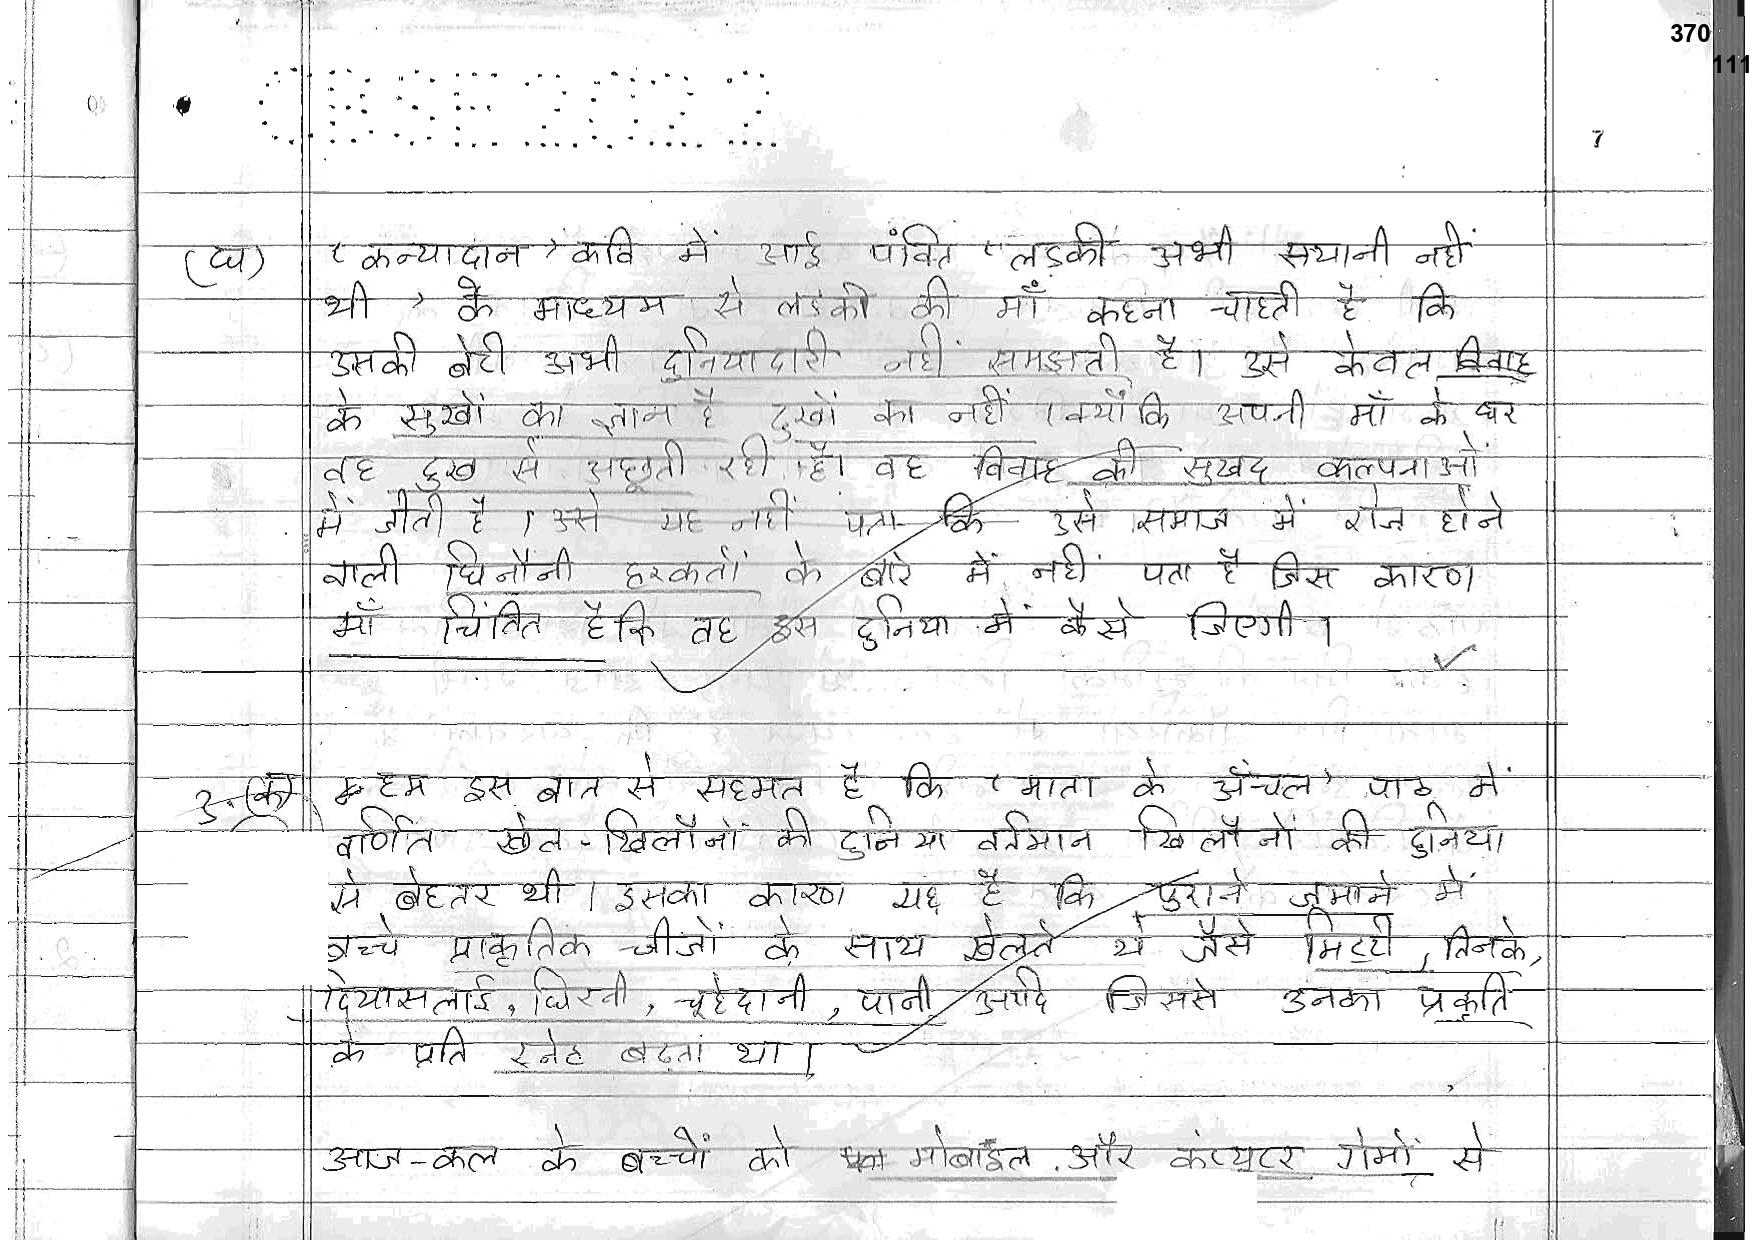 370
111
CBSE2022
7
(घ) 'कन्यादान' कवि में आई पंक्ति 'लड़की अभी सयानी नहीं
थी' के माध्यम से लड़की की माँ कहना चाहती है कि
उसकी बेटी अभी दुनियादारी नहीं समझती है। उसे केवल विवाह
के सुखों का ज्ञान है दुखों का नहीं। क्योंकि अपनी माँ के घर
वह दुख से अछूती रही है। वह विवाह की सुखद कल्पनाओं
में जीती है। उसे यह नहीं पता कि उसे समाज में रोज होने
वाली घिनौनी हरकतों के बारे में नहीं पता है जिस कारण
माँ चिंतित है कि वह इस दुनिया में कैसे जिएगी।
3.(क) हम इस बात से सहमत है कि 'माता के अँचल' पाठ में
वर्णित खेल-खिलौनों की दुनिया वर्तमान खिलौनों की दुनिया
से बेहतर थी। इसका कारण यह है कि पुराने जमाने में
बच्चे प्राकृतिक चीजों के साथ खेलते थे जैसे मिट्टी, तिनके,
दियासलाई, घिरनी, चूहेदानी, पानी आदि जिससे उनका प्रकृति
के प्रति स्नेह बढ़ता था।
आज-कल के बच्चों को मोबाइल और कंप्यूटर गेमों से